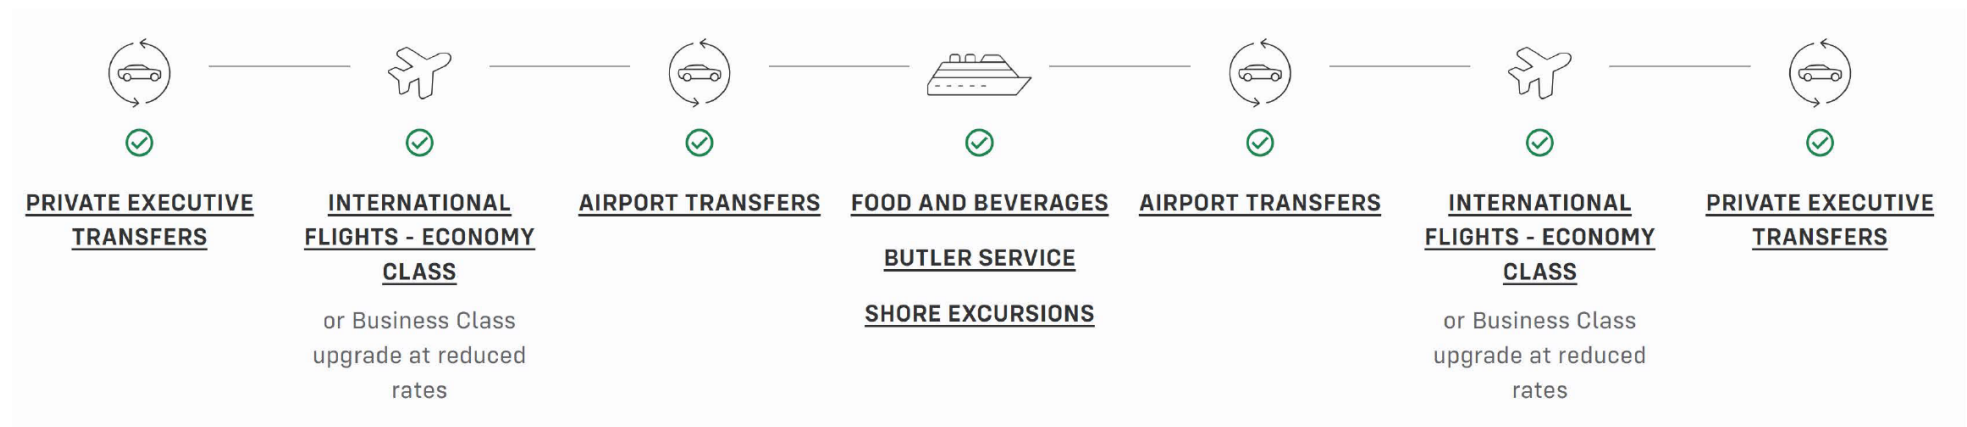 PRIVATE EXECUTIVE
TRANSFERS
INTERNATIONAL
FLIGHTS - ECONOMY
CLASS
or Business Class
upgrade at reduced
rates
AIRPORT TRANSFERS
FOOD AND BEVERAGES
BUTLER SERVICE
SHORE EXCURSIONS
AIRPORT TRANSFERS
INTERNATIONAL
FLIGHTS - ECONOMY
CLASS
or Business Class
upgrade at reduced
rates
PRIVATE EXECUTIVE
TRANSFERS